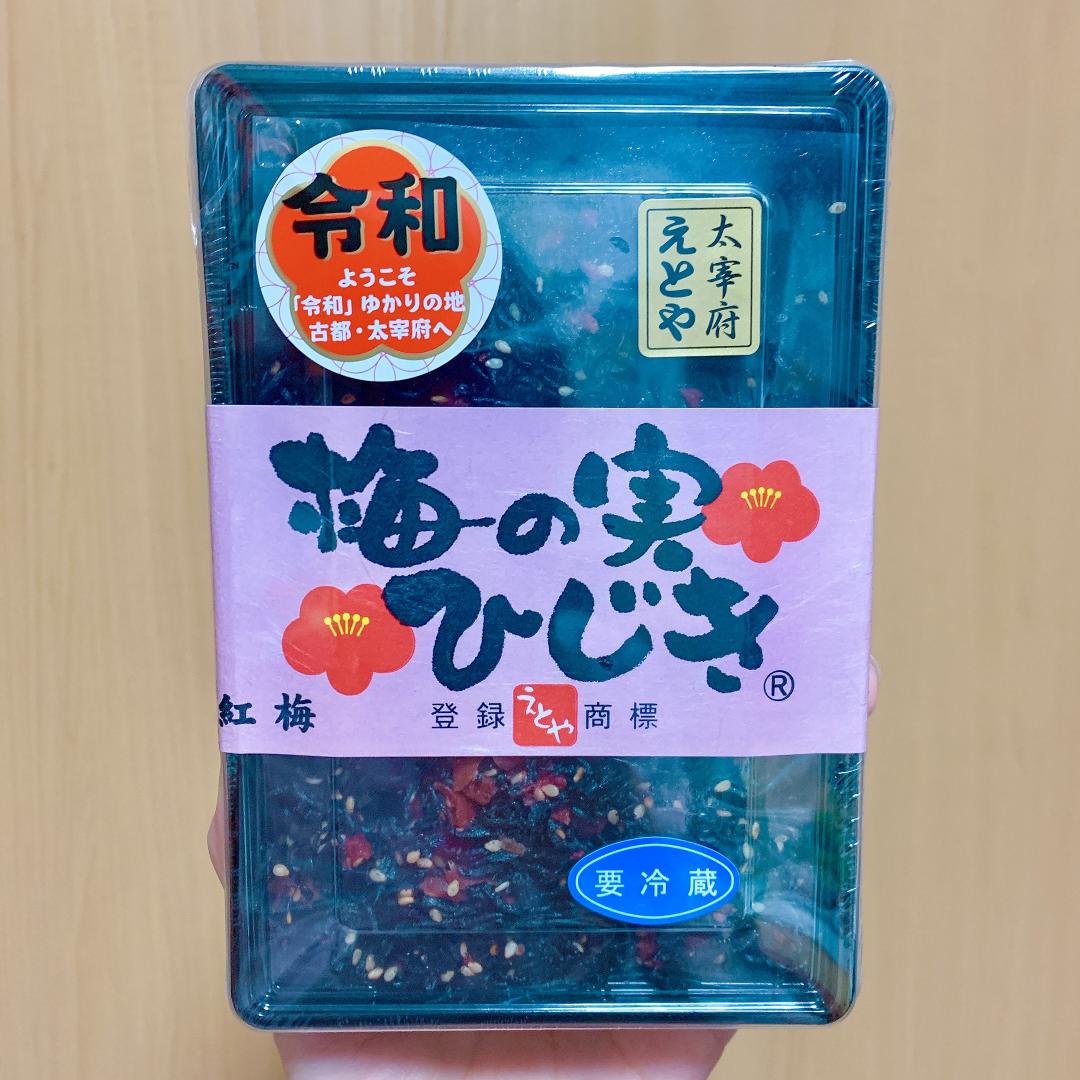 令和
ようこそ
「令和」ゆかりの地
古都・太宰府へ
太宰府
えとや
梅の実
ひじき®
紅梅
登録 えとや 商標
要冷蔵